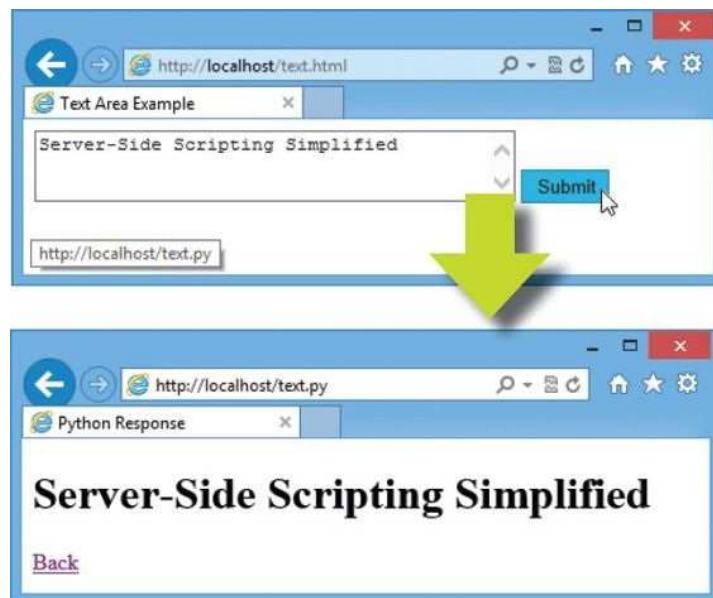 http://localhost/text.html
Text Area Example
Server-Side Scripting Simplified
Submit
http://localhost/text.py
http://localhost/text.py
Python Response
Server-Side Scripting Simplified
Back